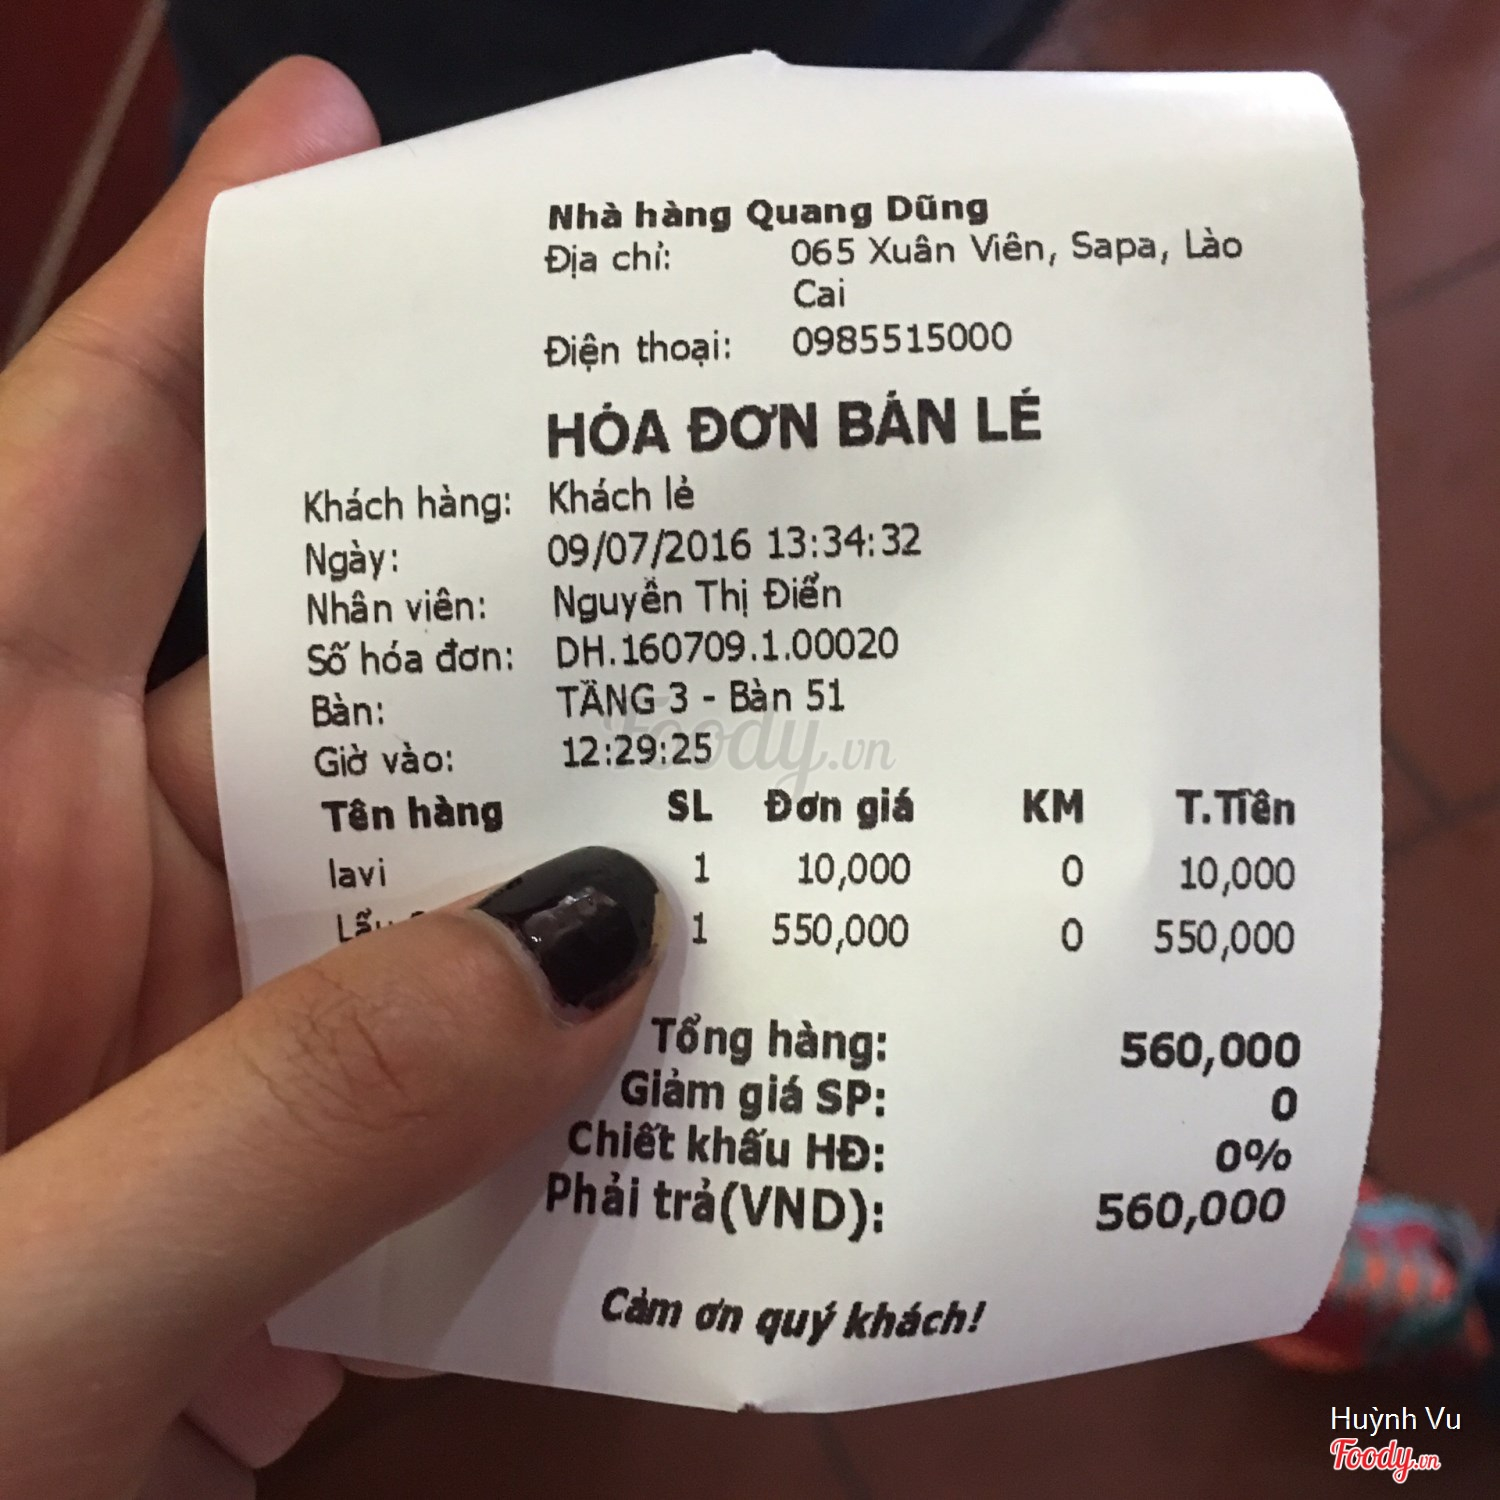 Nhà hàng Quang Dũng
Địa chỉ: 065 Xuân Viên, Sapa, Lào
Cai
Điện thoại: 0985515000
HÓA ĐƠN BÁN LẺ
Khách hàng: Khách lẻ
Ngày: 09/07/2016 13:34:32
Nhân viên: Nguyễn Thị Điển
Số hóa đơn: DH.160709.1.00020
Bàn: TẦNG 3 - Bàn 51
Giờ vào: 12:29:25
Foody.vn
Tên hàng SL Đơn giá KM T.Tiền
lavi 1 10,000 0 10,000
Lẩu 1 550,000 0 550,000
Tổng hàng: 560,000
Giảm giá SP: 0
Chiết khấu HĐ: 0%
Phải trả(VND): 560,000
Cảm ơn quý khách!
Huỳnh Vu
Foody.vn